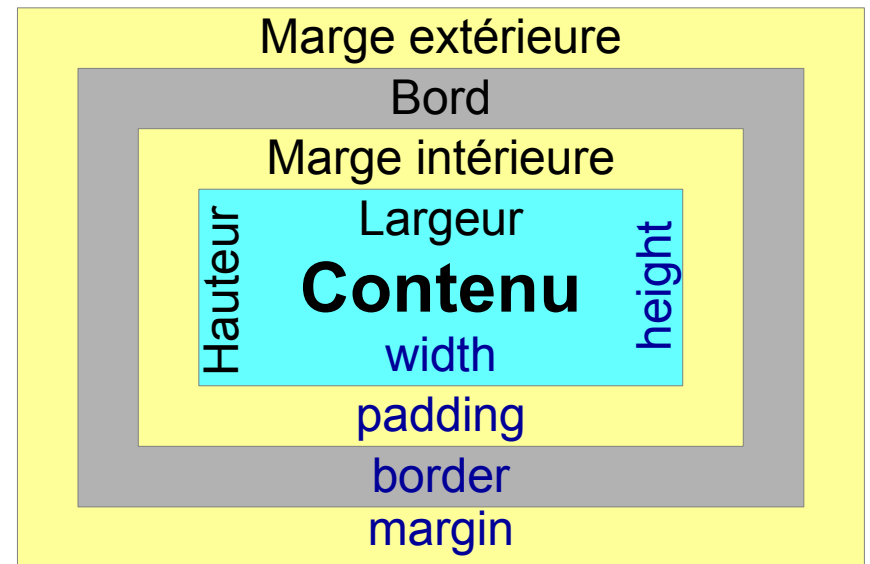 Marge extérieure
Bord
Marge intérieure
Largeur
Hauteur
Contenu
height
width
padding
border
margin